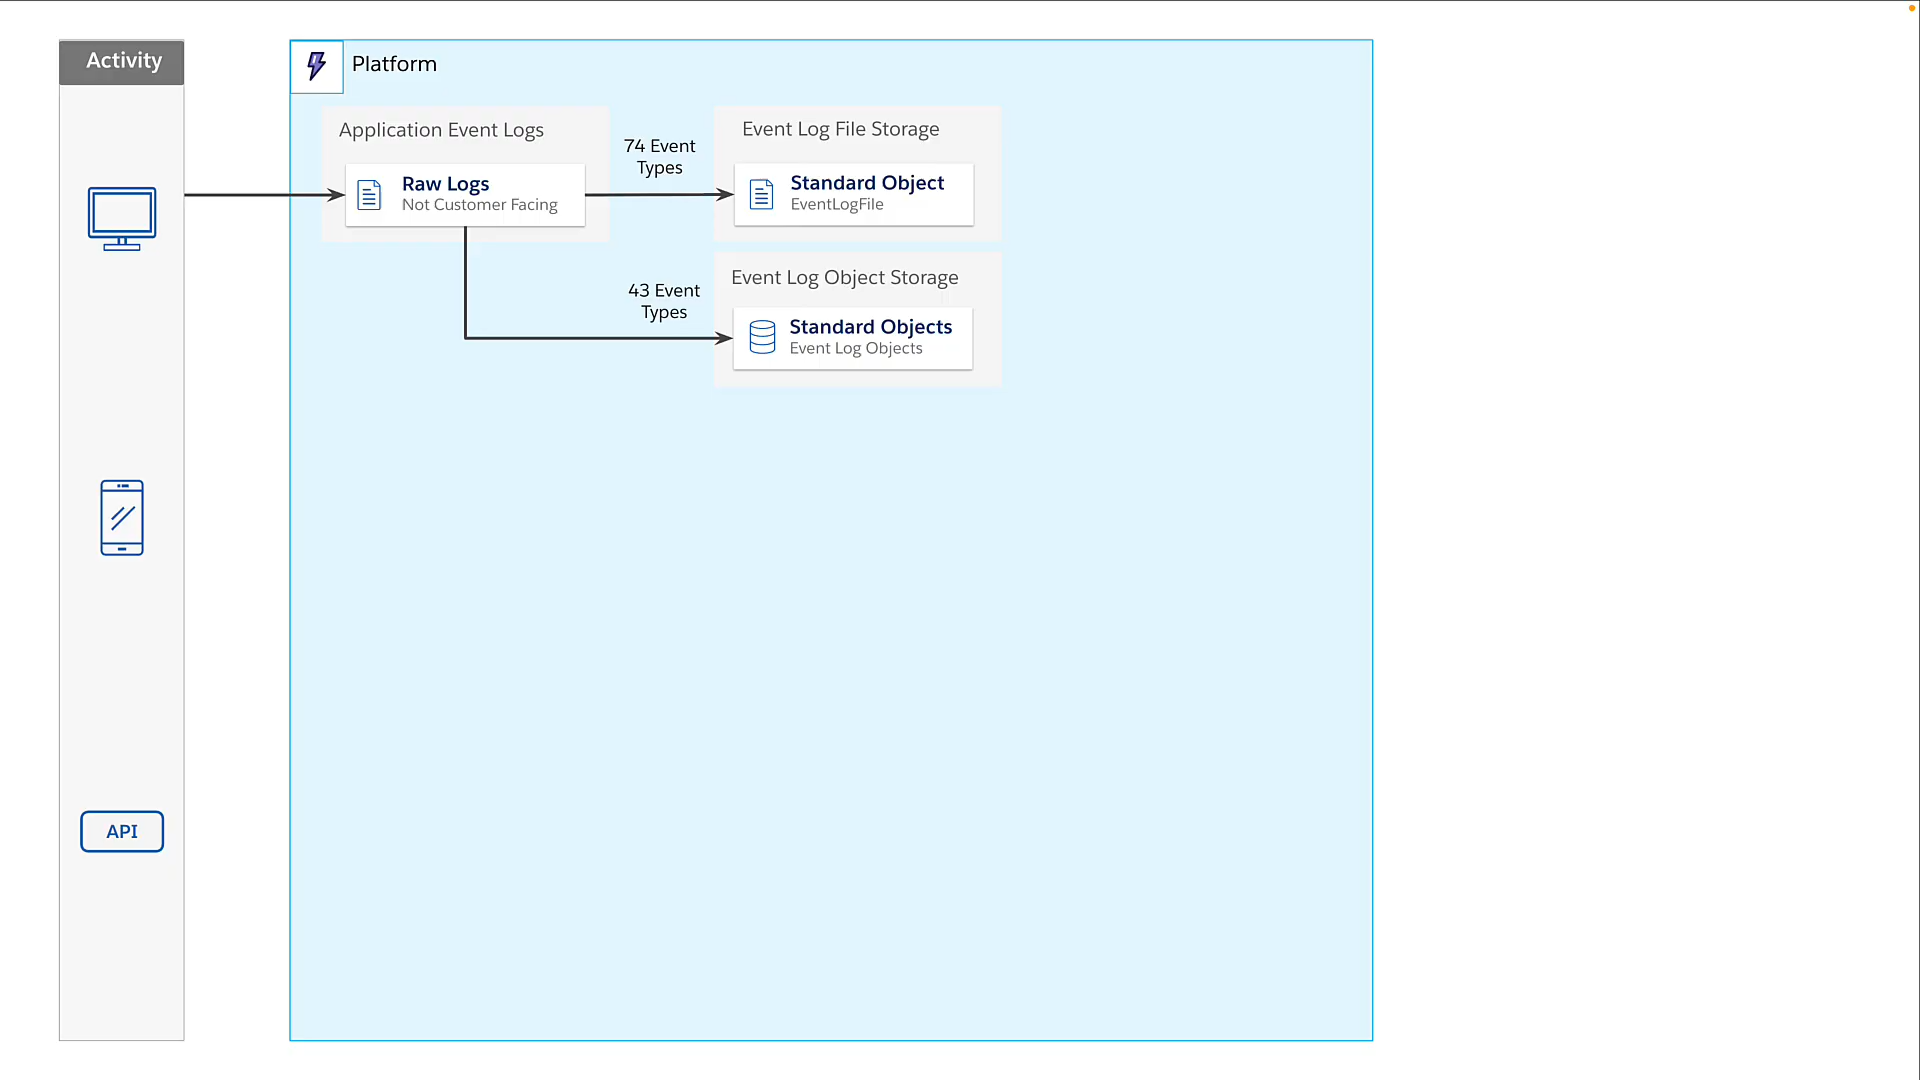 Activity
Platform
Application Event Logs
Raw Logs
Not Customer Facing
74 Event
Types
Event Log File Storage
Standard Object
EventLogFile
43 Event
Types
Event Log Object Storage
Standard Objects
Event Log Objects
API